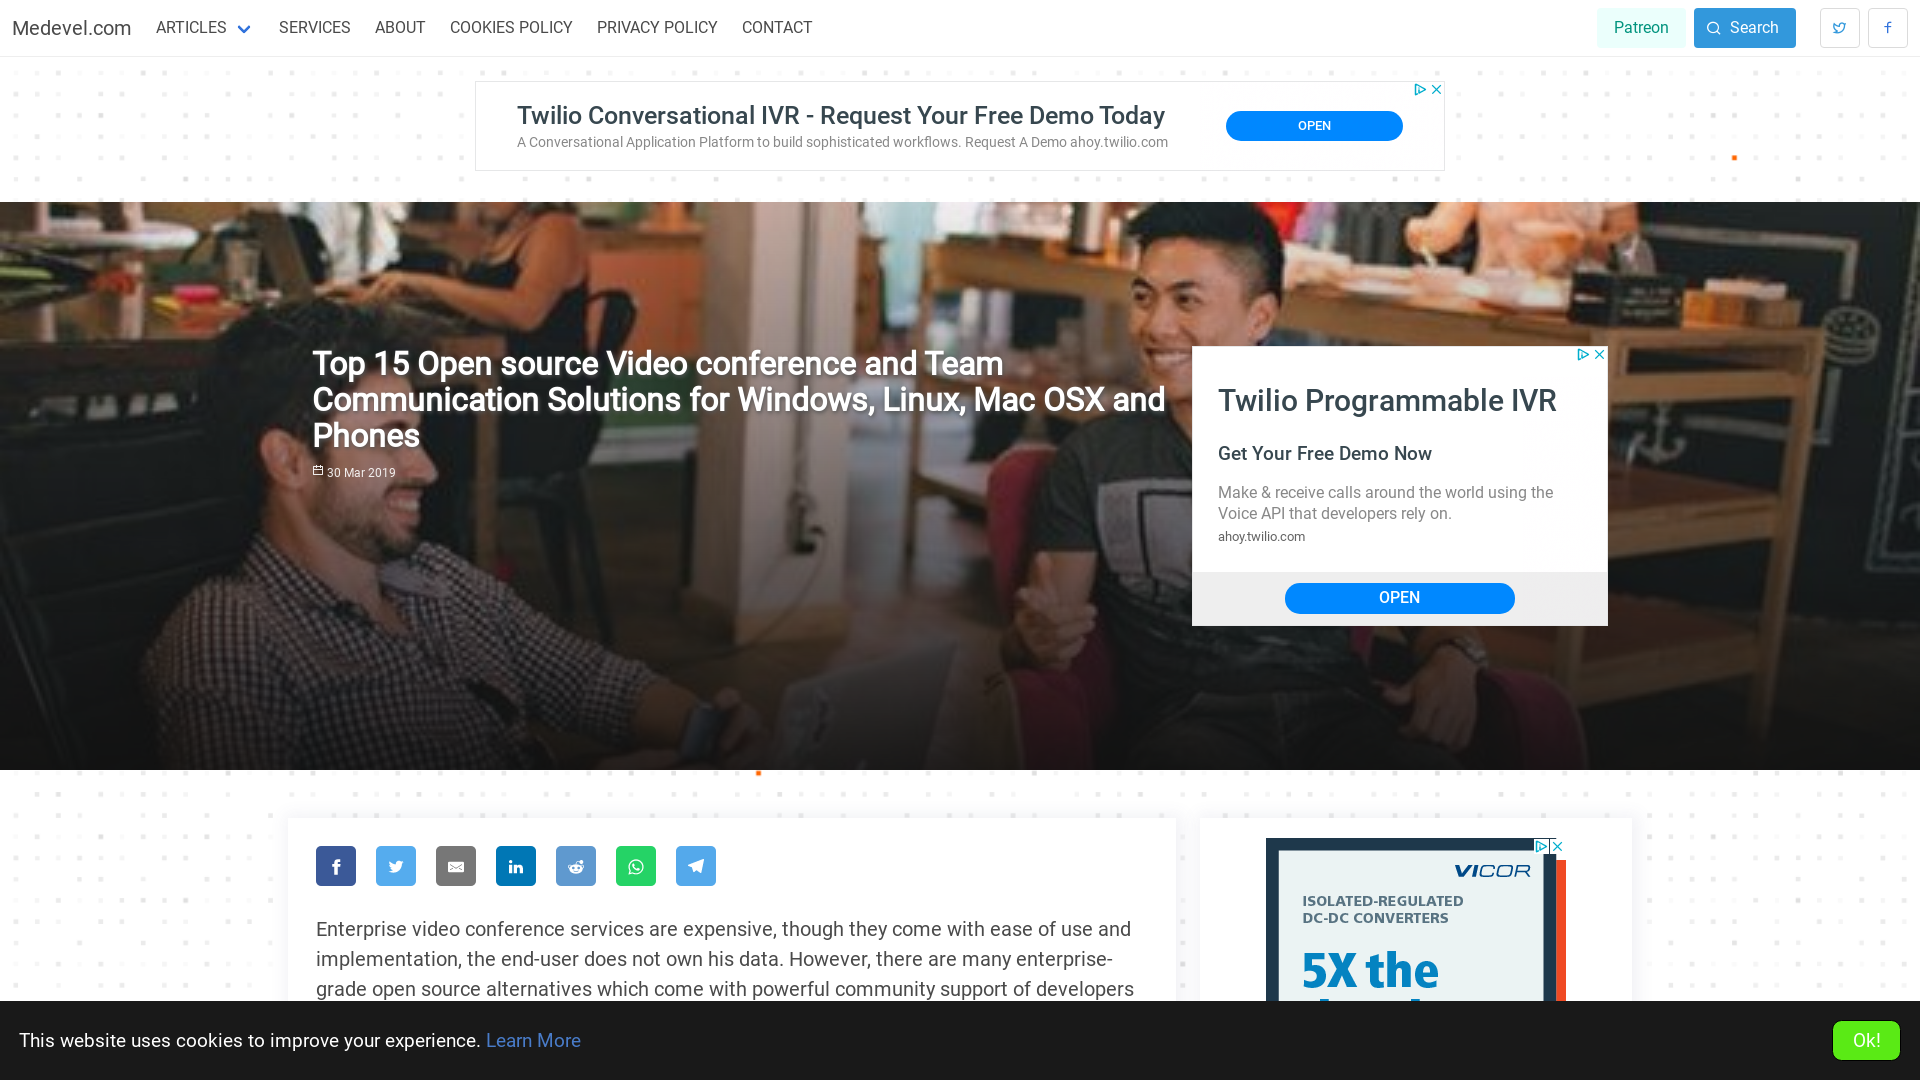 Medevel.com
ARTICLES
SERVICES
ABOUT
COOKIES POLICY
PRIVACY POLICY
CONTACT
Patreon
Search
Twilio Conversational IVR - Request Your Free Demo Today
A Conversational Application Platform to build sophisticated workflows. Request A Demo ahoy.twilio.com
OPEN
Top 15 Open source Video conference and Team
Communication Solutions for Windows, Linux, Mac OSX and
Phones
30 Mar 2019
Twilio Programmable IVR
Get Your Free Demo Now
Make & receive calls around the world using the
Voice API that developers rely on.
ahoy.twilio.com
OPEN
Enterprise video conference services are expensive, though they come with ease of use and
implementation, the end-user does not own his data. However, there are many enterprise-
grade open source alternatives which come with powerful community support of developers
VICOR
ISOLATED-REGULATED
DC-DC CONVERTERS
5X the
This website uses cookies to improve your experience. Learn More
Ok!